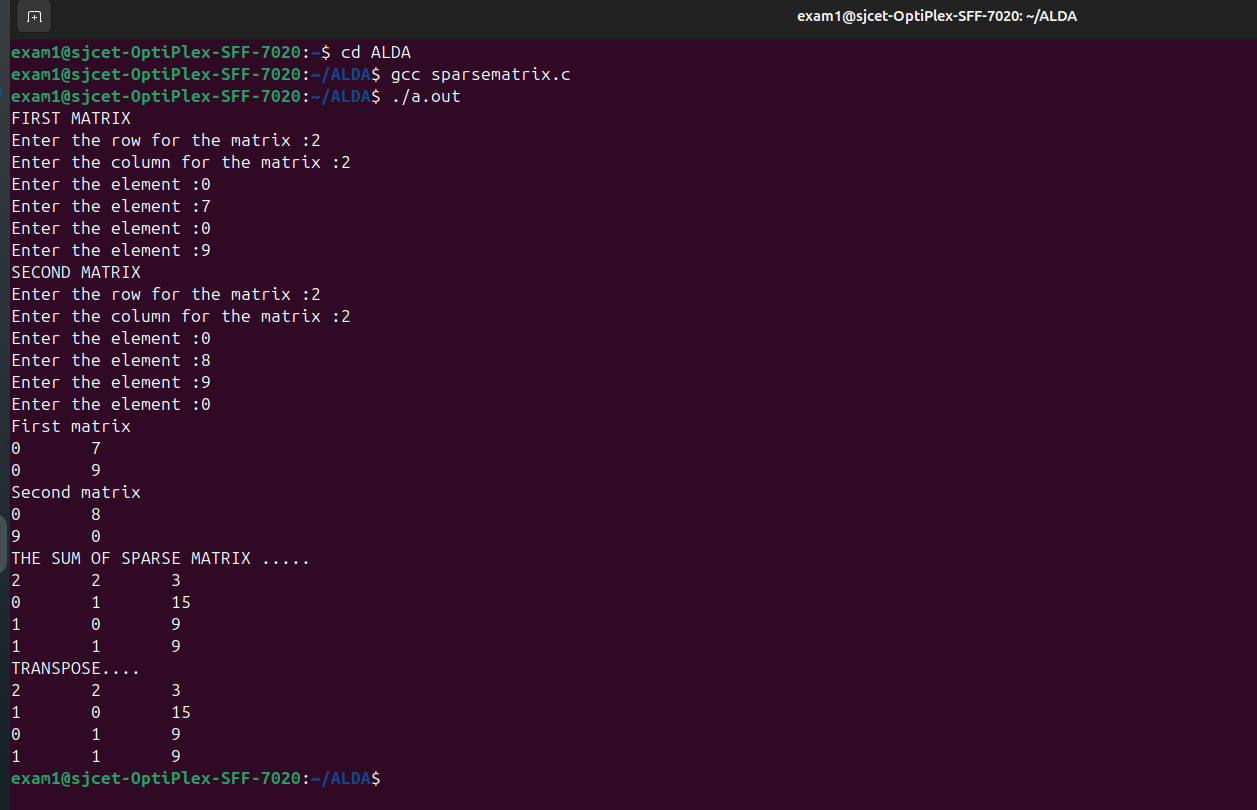 exam1@sjcet-OptiPlex-SFF-7020: ~/ALDA
exam1@sjcet-OptiPlex-SFF-7020:~$ cd ALDA
exam1@sjcet-OptiPlex-SFF-7020:~/ALDA$ gcc sparsematrix.c
exam1@sjcet-OptiPlex-SFF-7020:~/ALDA$ ./a.out
FIRST MATRIX
Enter the row for the matrix :2
Enter the column for the matrix :2
Enter the element :0
Enter the element :7
Enter the element :0
Enter the element :9
SECOND MATRIX
Enter the row for the matrix :2
Enter the column for the matrix :2
Enter the element :0
Enter the element :8
Enter the element :9
Enter the element :0
First matrix
0       7
0       9
Second matrix
0       8
9       0
THE SUM OF SPARSE MATRIX .....
2       2       3
0       1       15
1       0       9
1       1       9
TRANSPOSE....
2       2       3
1       0       15
0       1       9
1       1       9
exam1@sjcet-OptiPlex-SFF-7020:~/ALDA$